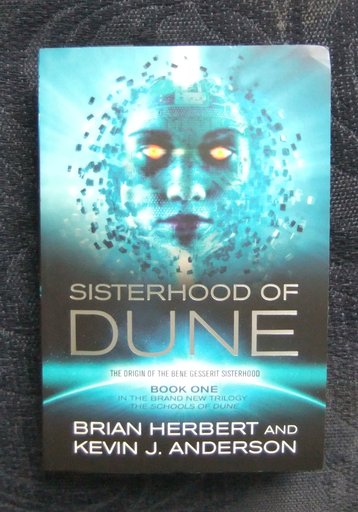 SISTERHOOD OF
DUNE
THE ORIGIN OF THE BENE GESSERIT SISTERHOOD
BOOK ONE
IN THE BRAND NEW TRILOGY
THE SCHOOLS OF DUNE
BRIAN HERBERT AND
KEVIN J. ANDERSON